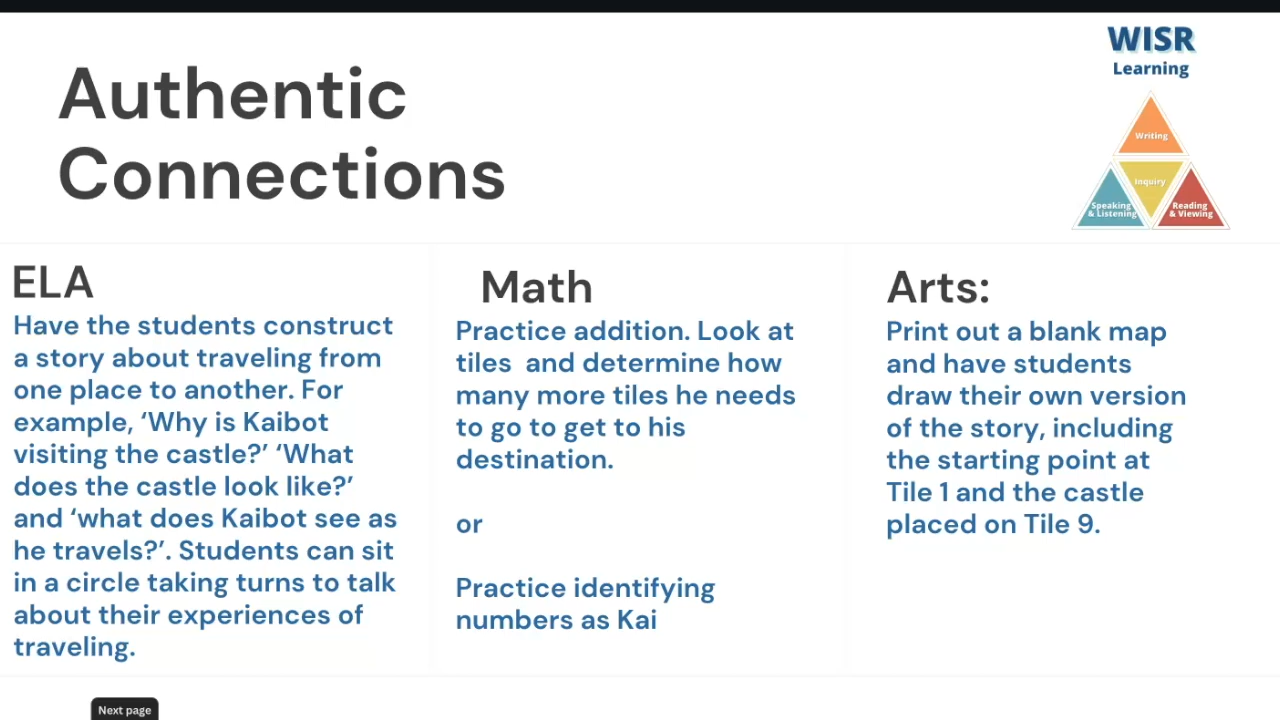 Authentic
Connections
WISR
Learning
Writing
Inquiry
Speaking
& Listening
Reading
& Viewing
ELA
Have the students construct
a story about traveling from
one place to another. For
example, ‘Why is Kaibot
visiting the castle?’ ‘What
does the castle look like?’
and ‘what does Kaibot see as
he travels?’. Students can sit
in a circle taking turns to talk
about their experiences of
traveling.
Math
Practice addition. Look at
tiles  and determine how
many more tiles he needs
to go to get to his
destination.
or
Practice identifying
numbers as Kai
Arts:
Print out a blank map
and have students
draw their own version
of the story, including
the starting point at
Tile 1 and the castle
placed on Tile 9.
Next page